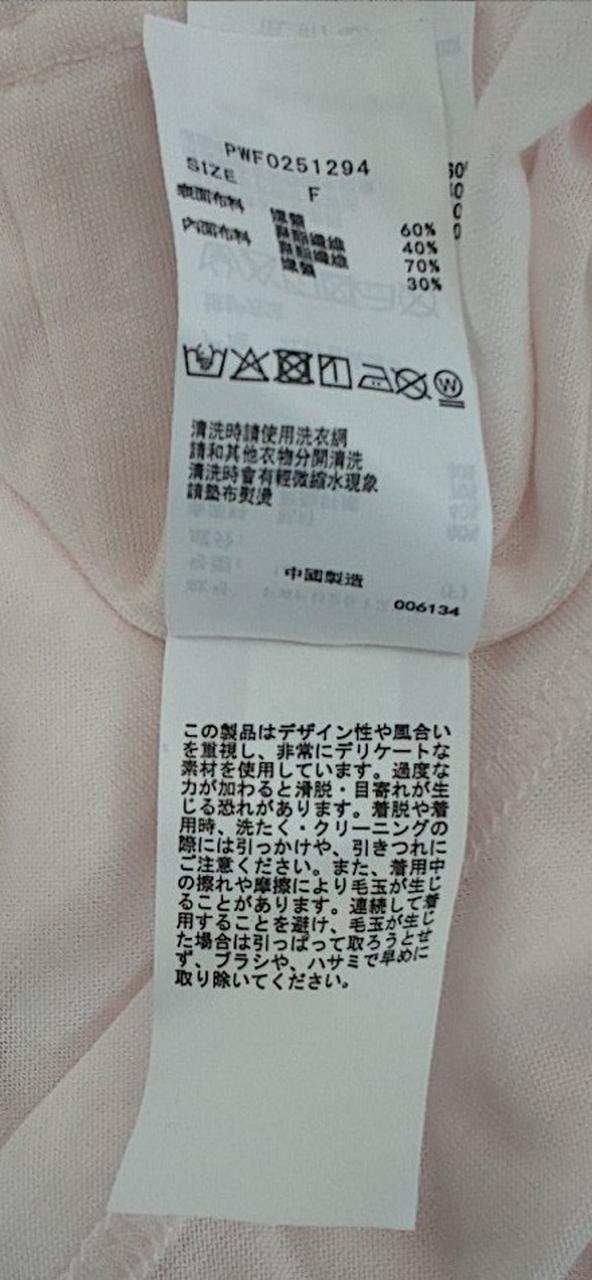 PWF0251294
SIZE F
表面布料 嫘縈 60%
聚酯纖維 40%
內面布料 聚酯纖維 70%
嫘縈 30%
清洗時請使用洗衣網
請和其他衣物分開清洗
清洗時會有輕微縮水現象
請墊布熨燙
中國製造
006134
この製品はデザイン性や風合い
を重視し、非常にデリケートな
素材を使用しています。過度な
力が加わると滑脱・目寄れが生
じる恐れがあります。着脱や着
用時、洗たく・クリーニングの
際には引っかけや、引きつれに
ご注意ください。また、着用中
の擦れや摩擦により毛玉が生じ
ることがあります。連続して着
用することを避け、毛玉が生じ
た場合は引っぱって取ろうとせ
ず、ブラシや、ハサミで早めに
取り除いてください。